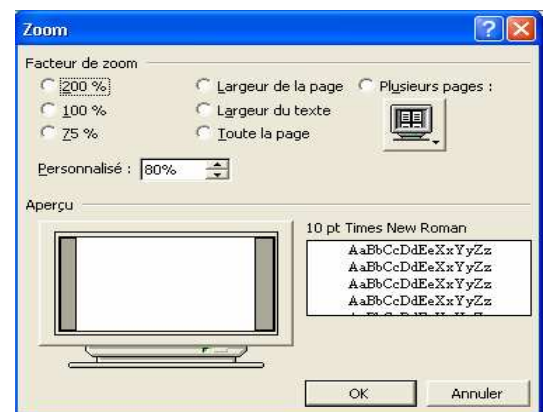 Zoom
Facteur de zoom
200 % Largeur de la page Plusieurs pages :
100 % Largeur du texte
75 % Toute la page
Personnalisé : 80%
Aperçu
10 pt Times New Roman
AaBbCcDdEeXxYyZz
AaBbCcDdEeXxYyZz
AaBbCcDdEeXxYyZz
AaBbCcDdEeXxYyZz
OK Annuler